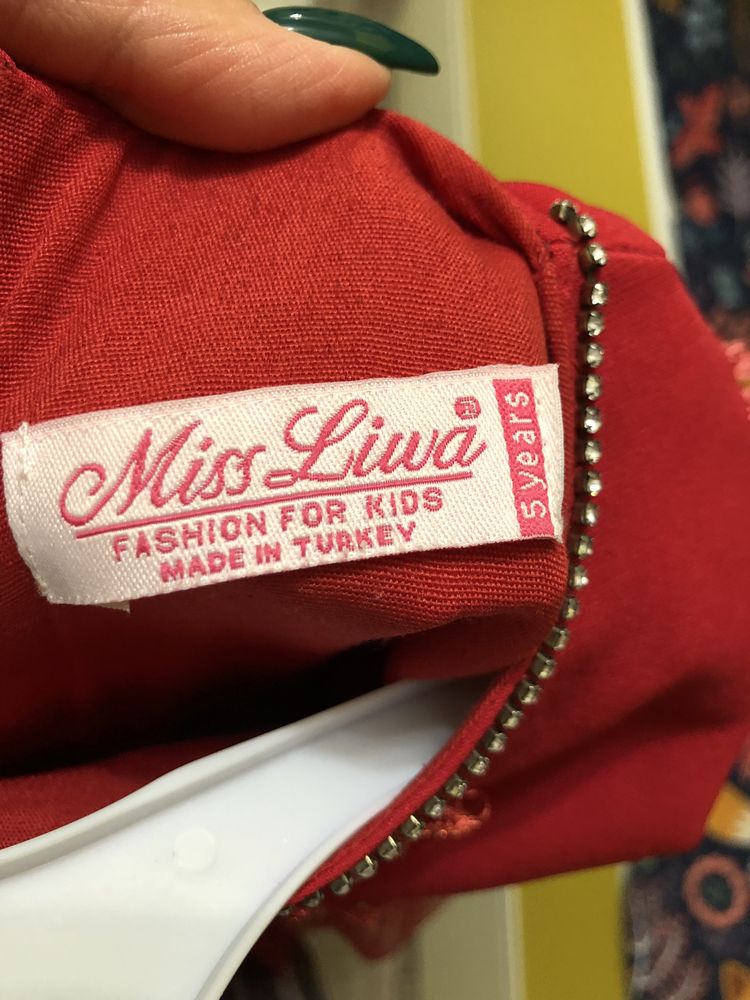 Miss Liwa
FASHION FOR KIDS
MADE IN TURKEY
5 years